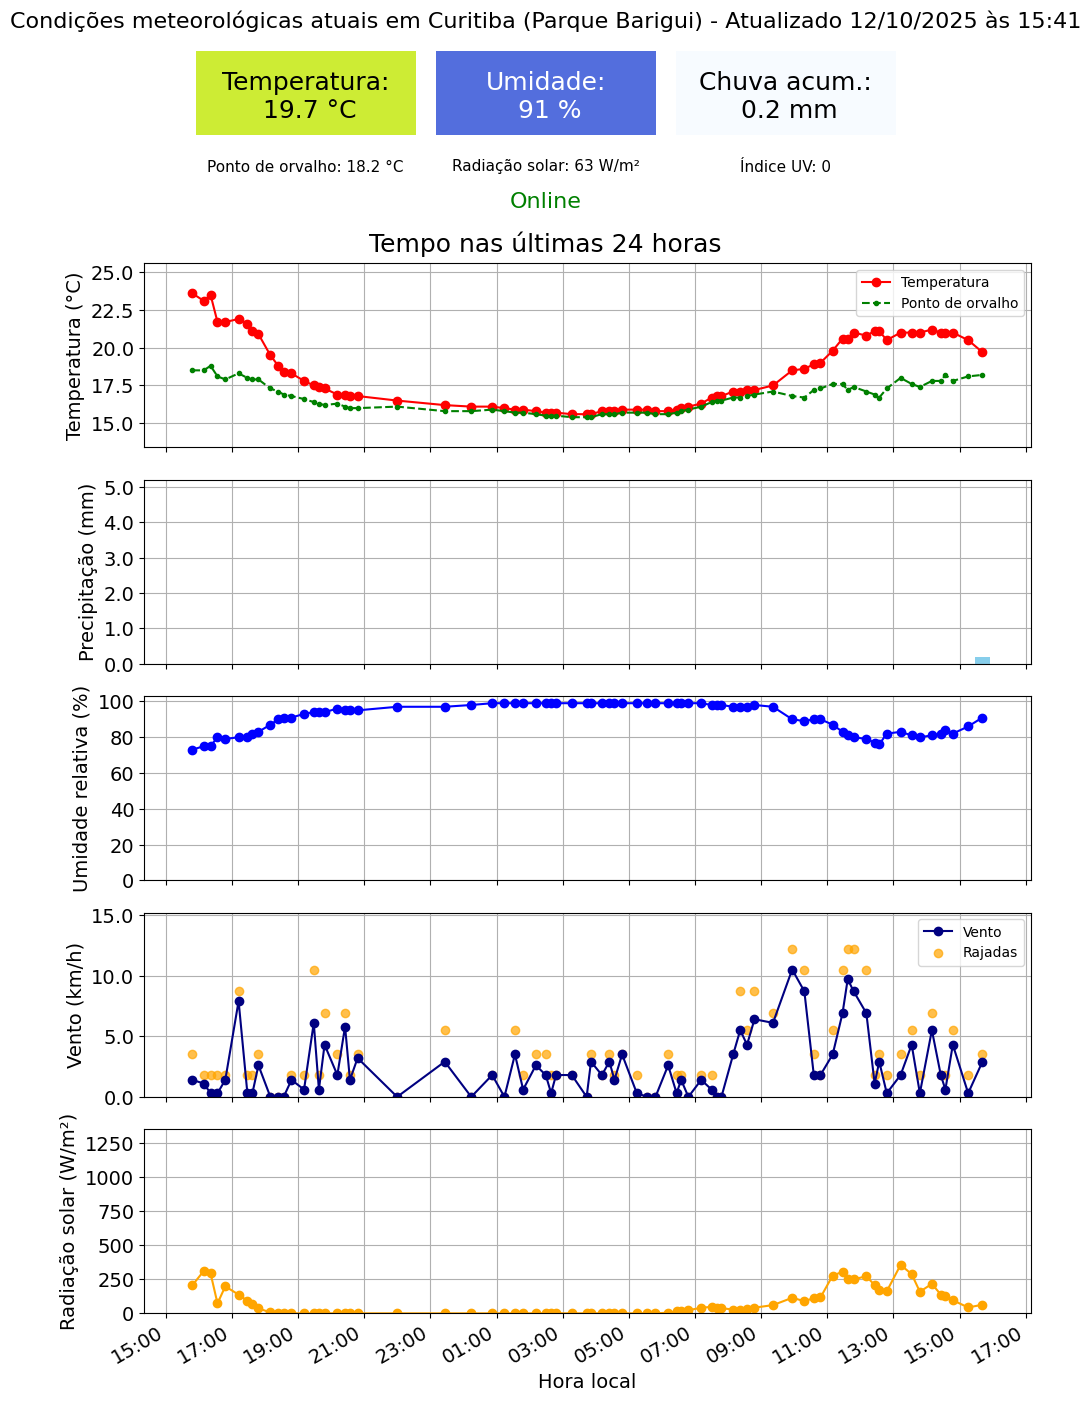 Condições meteorológicas atuais em Curitiba (Parque Barigui) - Atualizado 12/10/2025 às 15:41
Temperatura:
19.7 °C
Umidade:
91 %
Chuva acum.:
0.2 mm
Ponto de orvalho: 18.2 °C
Radiação solar: 63 W/m²
Índice UV: 0
Online
Tempo nas últimas 24 horas
Temperatura (°C)
25.0
22.5
20.0
17.5
15.0
Temperatura
Ponto de orvalho
Precipitação (mm)
5.0
4.0
3.0
2.0
1.0
0.0
Umidade relativa (%)
100
80
60
40
20
0
Vento (km/h)
15.0
10.0
5.0
0.0
Vento
Rajadas
Radiação solar (W/m²)
1250
1000
750
500
250
0
15:00
17:00
19:00
21:00
23:00
01:00
03:00
05:00
07:00
09:00
11:00
13:00
15:00
17:00
Hora local